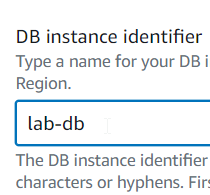 DB instance identifier
Type a name for your DB i
Region.
lab-db
The DB instance identifier
characters or hyphens. Firs